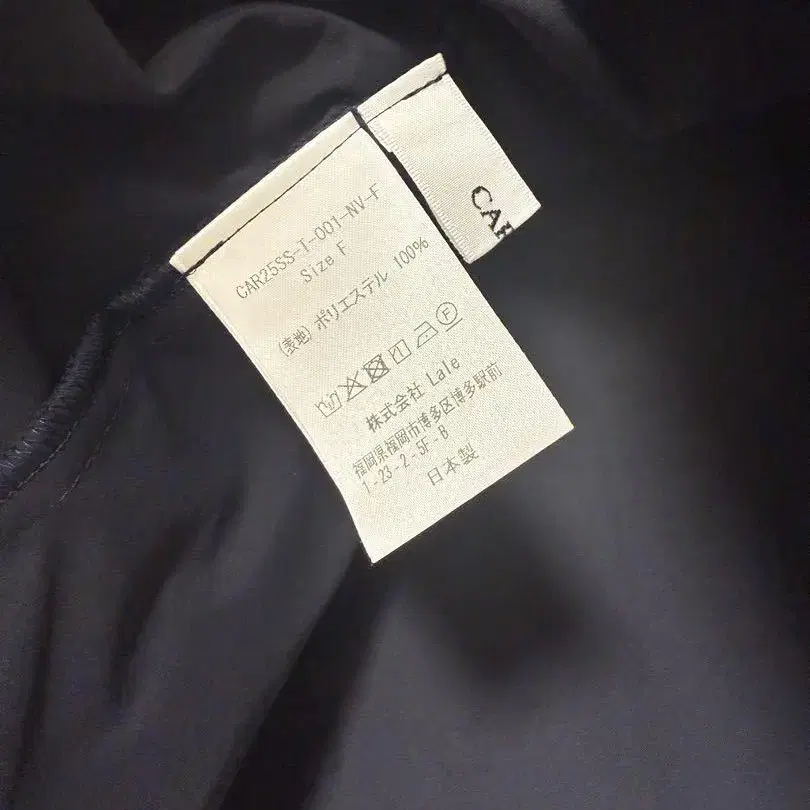 CAR25SS-T-001-NV-F
Size F
(表地) ポリエステル 100%
株式会社 Lale
福岡県福岡市博多区博多駅前
1-23-2-5F-B
日本製
CAR